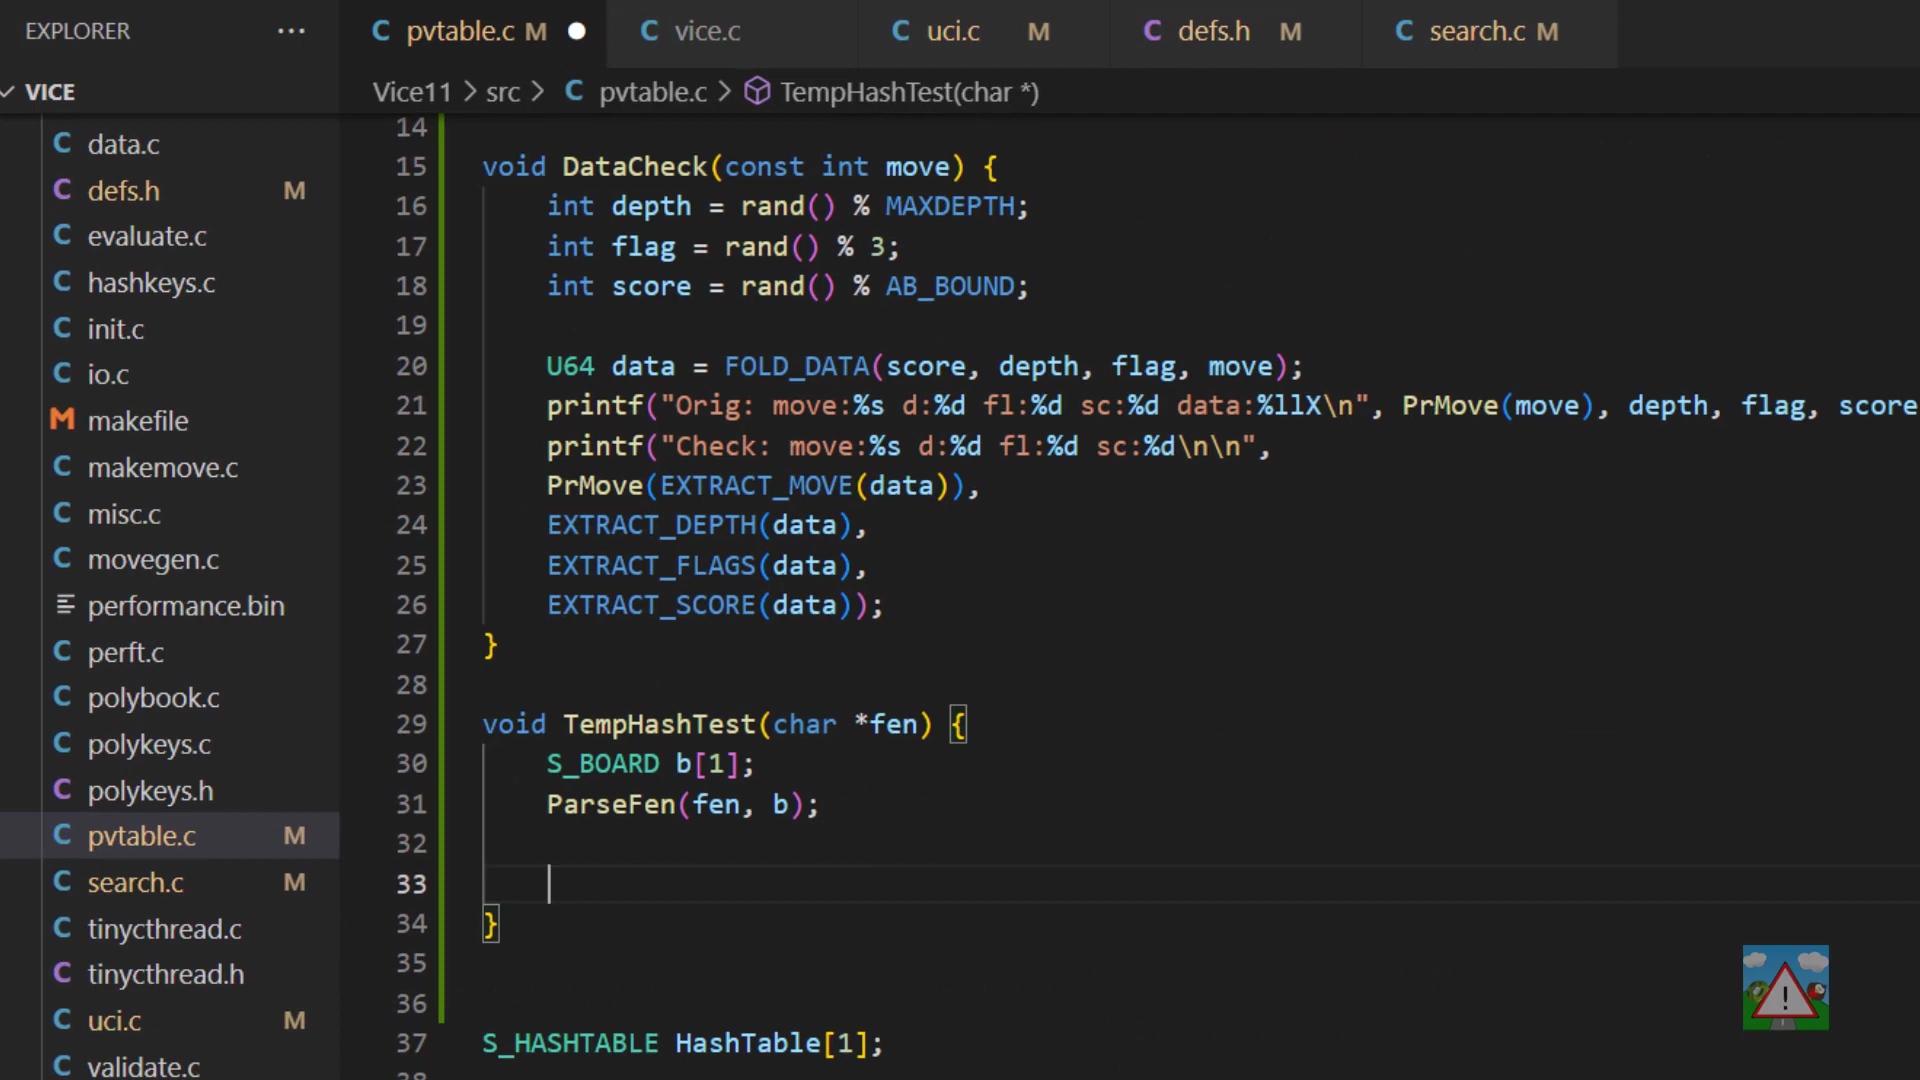 EXPLORER ...
VICE
data.c
defs.h M
evaluate.c
hashkeys.c
init.c
io.c
makefile
makemove.c
misc.c
movegen.c
performance.bin
perft.c
polybook.c
polykeys.c
polykeys.h
pvtable.c M
search.c M
tinycthread.c
tinycthread.h
uci.c M
validate.c
C pvtable.c M C vice.c C uci.c M C defs.h M C search.c M
Vice11 > src > C pvtable.c > TempHashTest(char *)
14
15 void DataCheck(const int move) {
16 int depth = rand() % MAXDEPTH;
17 int flag = rand() % 3;
18 int score = rand() % AB_BOUND;
19
20 U64 data = FOLD_DATA(score, depth, flag, move);
21 printf("Orig: move:%s d:%d fl:%d sc:%d data:%llX\n", PrMove(move), depth, flag, score
22 printf("Check: move:%s d:%d fl:%d sc:%d\n\n",
23 PrMove(EXTRACT_MOVE(data)),
24 EXTRACT_DEPTH(data),
25 EXTRACT_FLAGS(data),
26 EXTRACT_SCORE(data));
27 }
28
29 void TempHashTest(char *fen) {
30 S_BOARD b[1];
31 ParseFen(fen, b);
32
33
34 }
35
36
37 S_HASHTABLE HashTable[1];